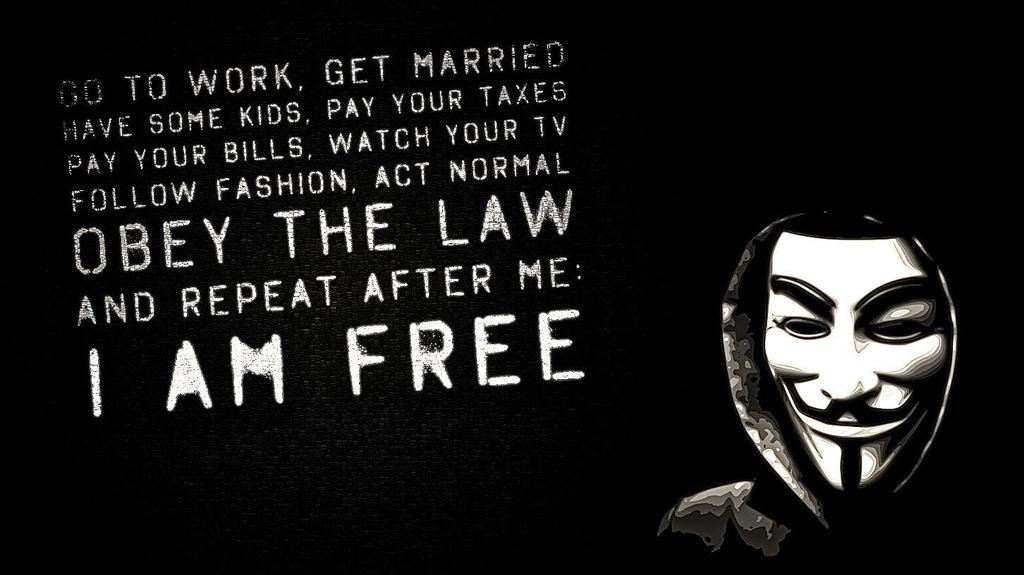 GO TO WORK, GET MARRIED
HAVE SOME KIDS, PAY YOUR TAXES
PAY YOUR BILLS, WATCH YOUR TV
FOLLOW FASHION, ACT NORMAL
OBEY THE LAW
AND REPEAT AFTER ME:
I AM FREE